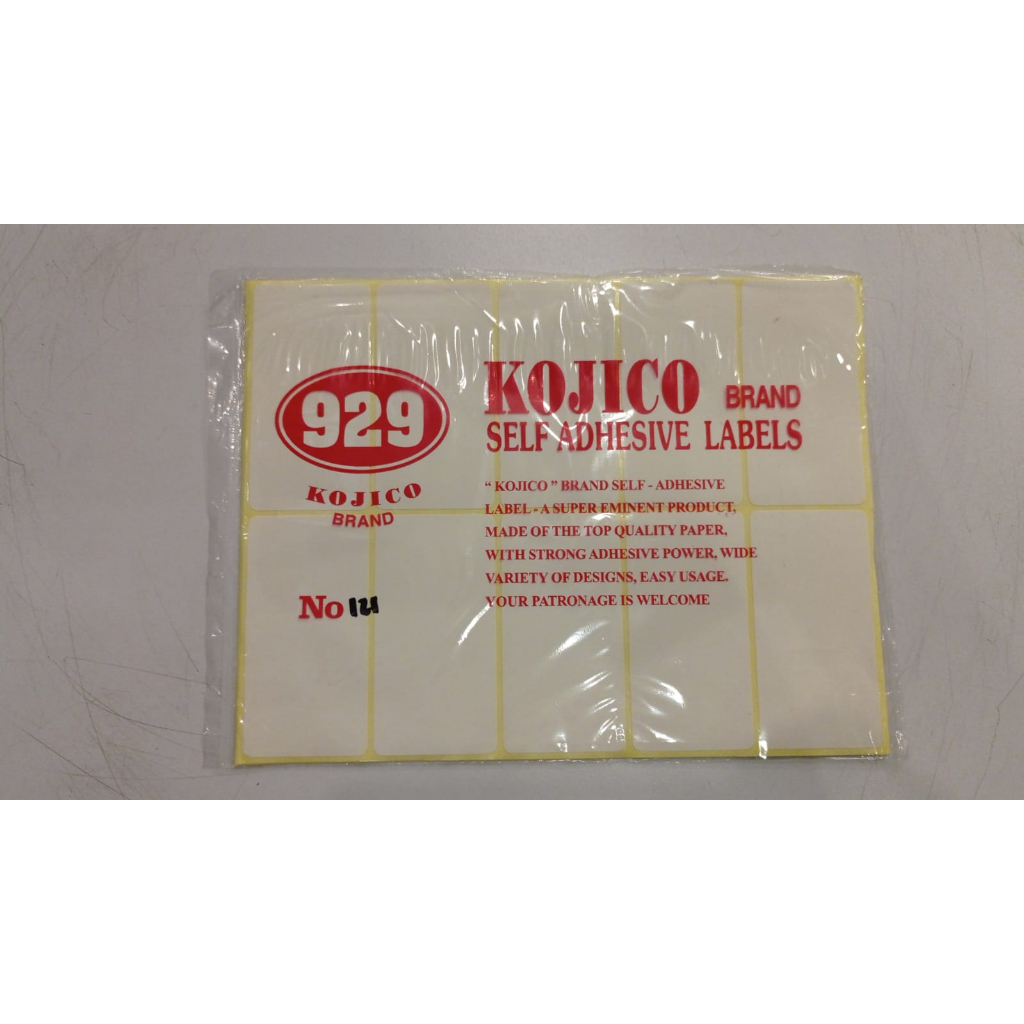 929
KOJICO
BRAND
No 121
KOJICO BRAND
SELF ADHESIVE LABELS
“ KOJICO ” BRAND SELF - ADHESIVE
LABEL - A SUPER EMINENT PRODUCT,
MADE OF THE TOP QUALITY PAPER,
WITH STRONG ADHESIVE POWER, WIDE
VARIETY OF DESIGNS, EASY USAGE.
YOUR PATRONAGE IS WELCOME